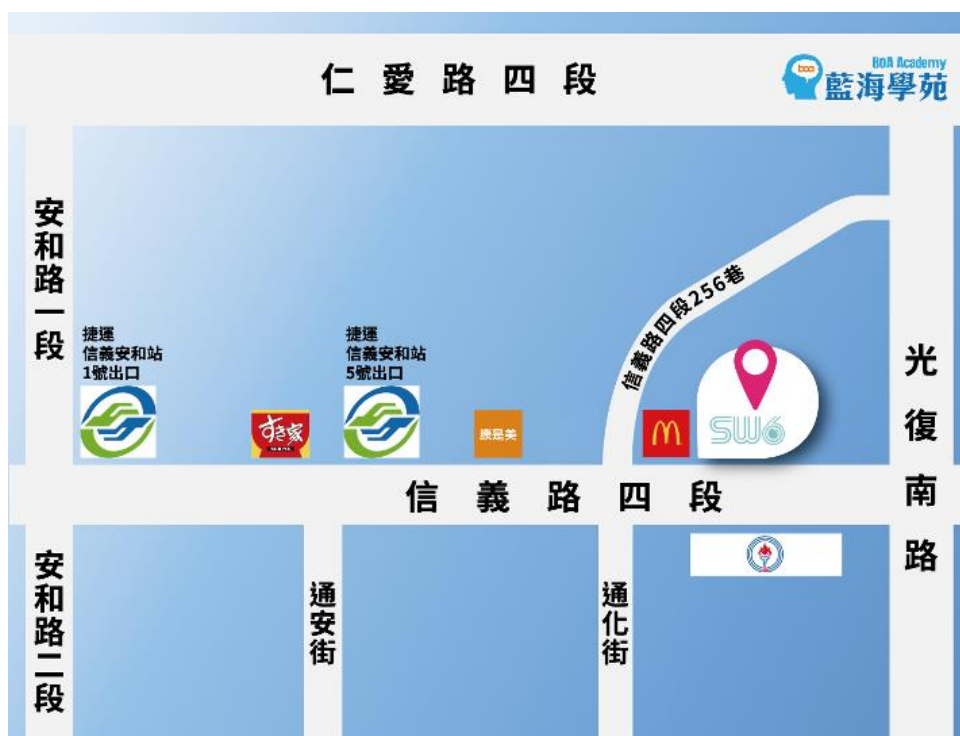 仁愛路四段
BOA Academy
boa
藍海學苑
安和路一段
信義路四段256巷
捷運
信義安和站
1號出口
捷運
信義安和站
5號出口
光復南路
すき家
SUKIYA
康是美
SW6
信義路四段
安和路二段
通安街
通化街